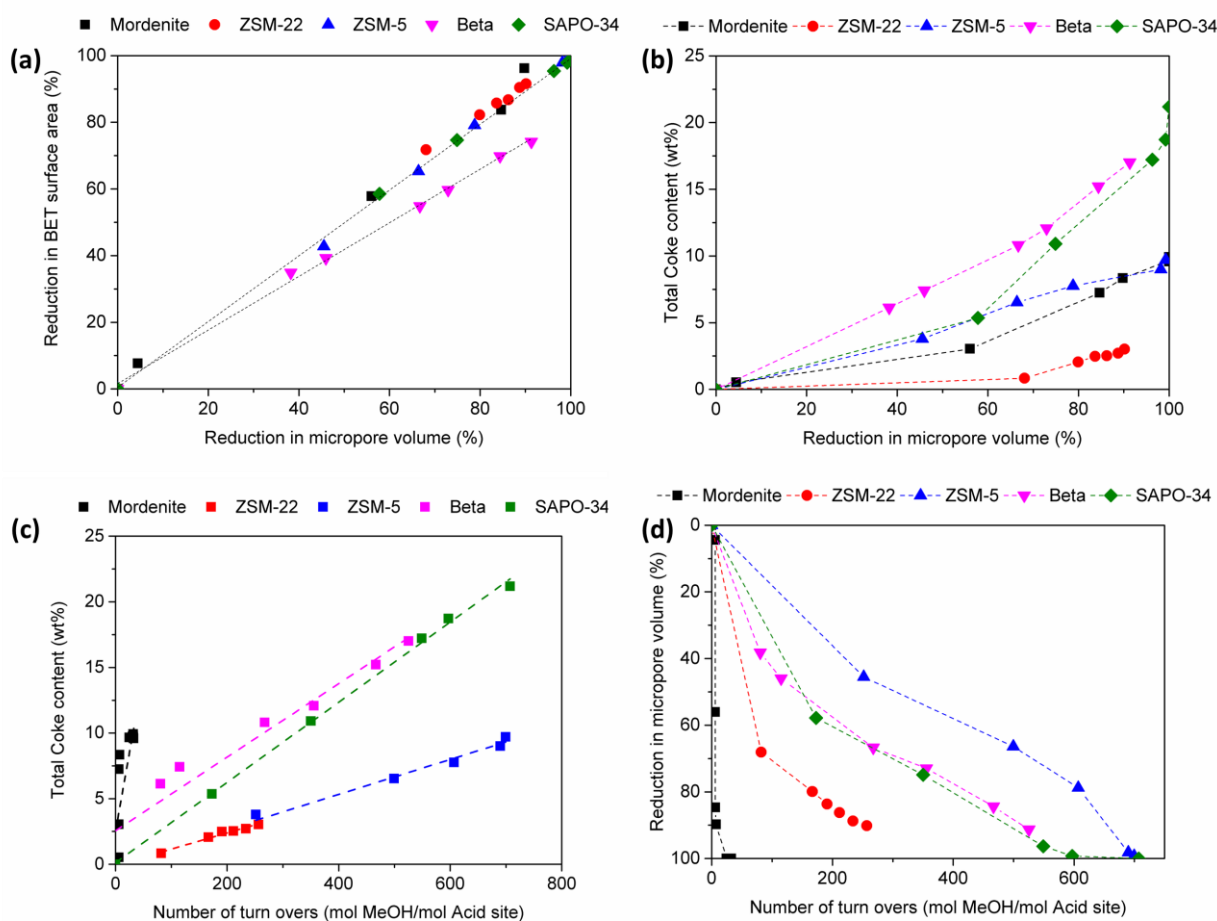 Mordenite ZSM-22 ZSM-5 Beta SAPO-34
(a)
Reduction in BET surface area (%)
100
80
60
40
20
0
0 20 40 60 80 100
Reduction in micropore volume (%)
Mordenite ZSM-22 ZSM-5 Beta SAPO-34
(b)
Total Coke content (wt%)
25
20
15
10
5
0
0 20 40 60 80 100
Reduction in micropore volume (%)
Mordenite ZSM-22 ZSM-5 Beta SAPO-34
(c)
Total Coke content (wt%)
25
20
15
10
5
0
0 200 400 600 800
Number of turn overs (mol MeOH/mol Acid site)
Mordenite ZSM-22 ZSM-5 Beta SAPO-34
(d)
Reduction in micropore volume (%)
0
20
40
60
80
100
0 200 400 600
Number of turn overs (mol MeOH/mol Acid site)